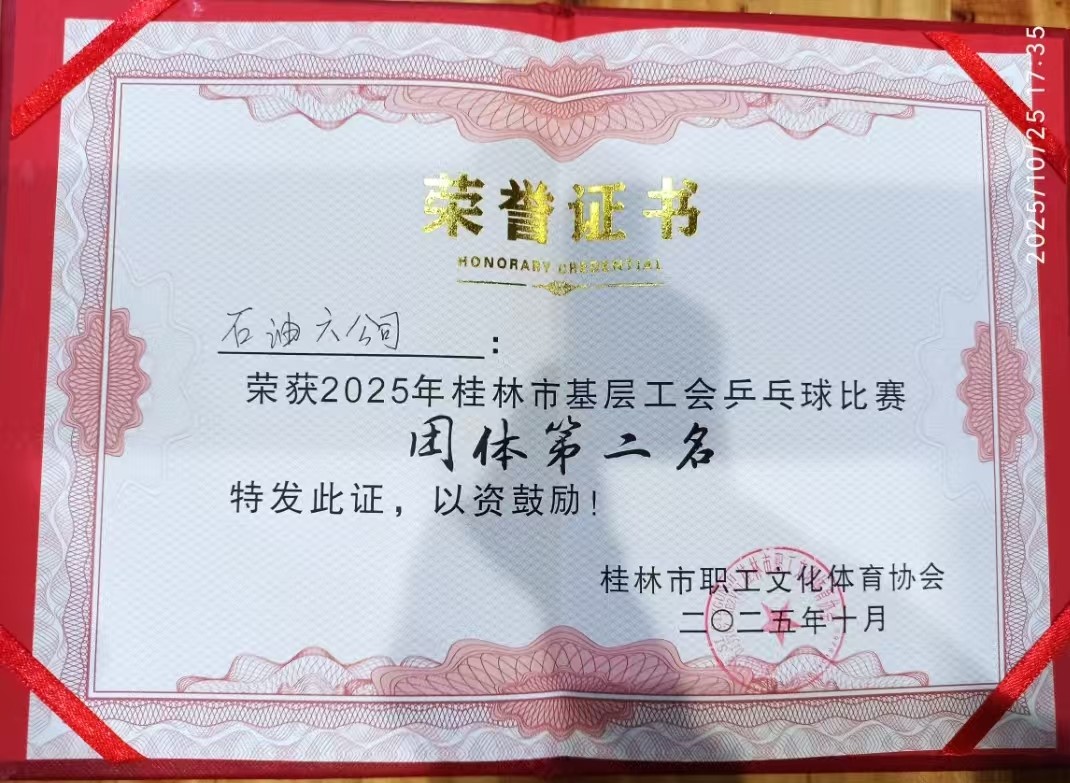 荣誉证书
HONORARY CREDENTIAL
石油六公司:
荣获2025年桂林市基层工会乒乓球比赛
团体第二名
特发此证，以资鼓励！
桂林市职工文化体育协会
二〇二五年十月
2025/10/25 17:35